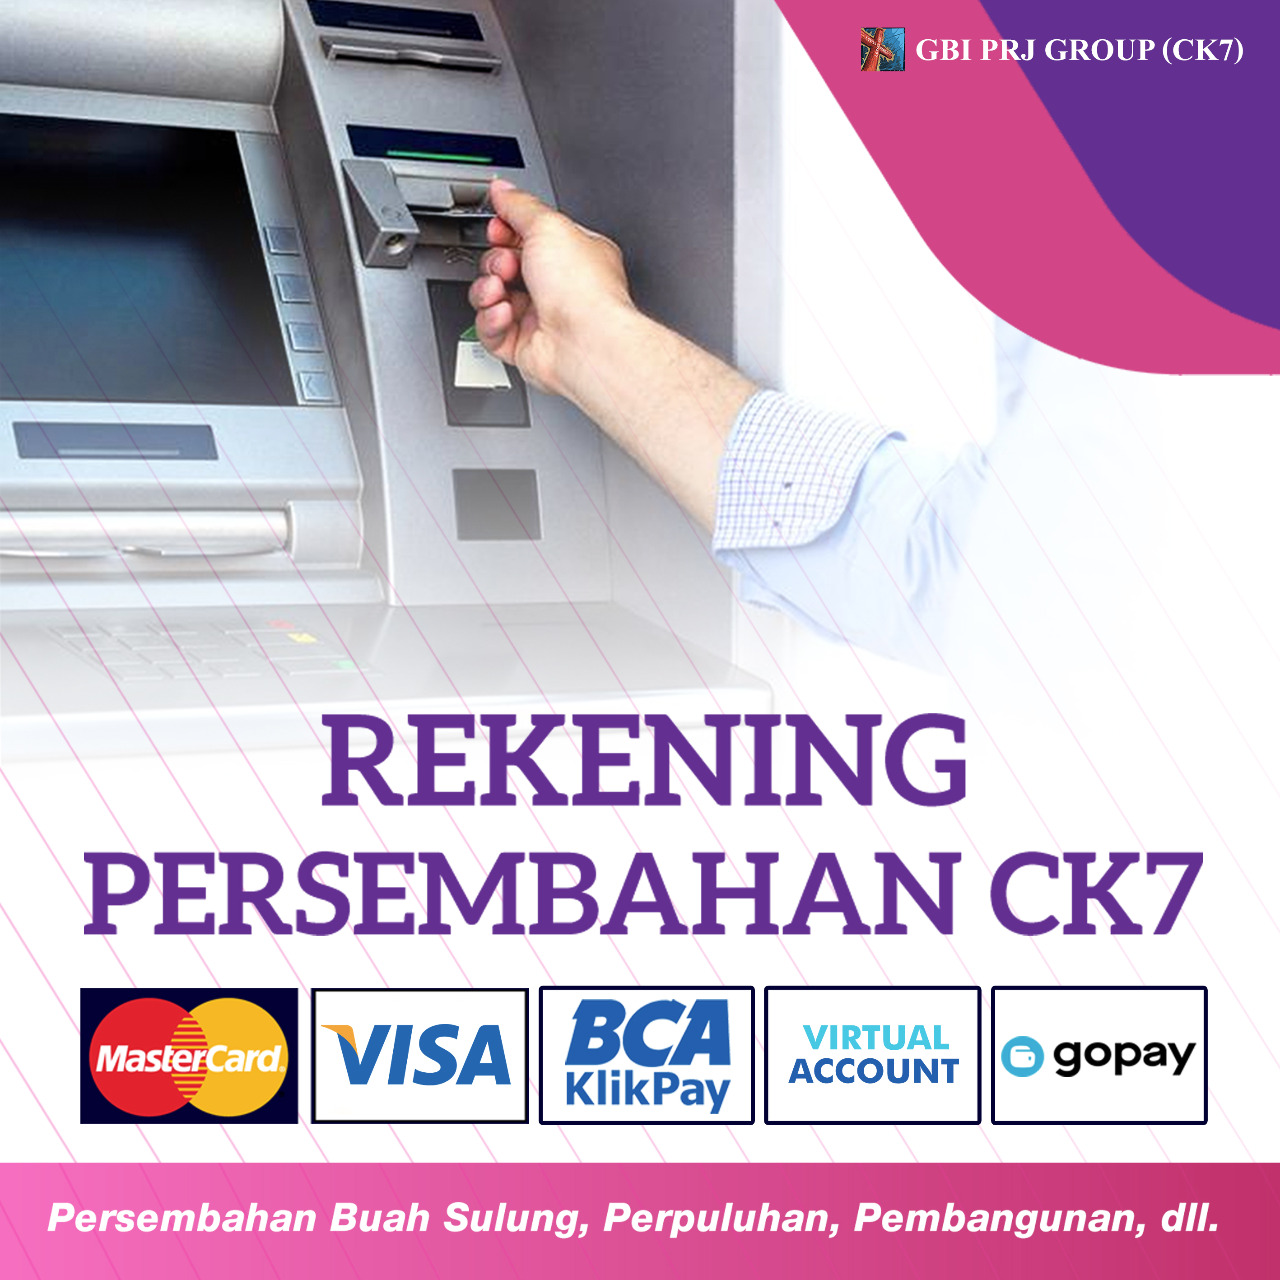 GBI PRJ GROUP (CK7)
REKENING
PERSEMBAHAN CK7
MasterCard.
VISA
BCA
KlikPay
VIRTUAL
ACCOUNT
gopay
Persembahan Buah Sulung, Perpuluhan, Pembangunan, dll.